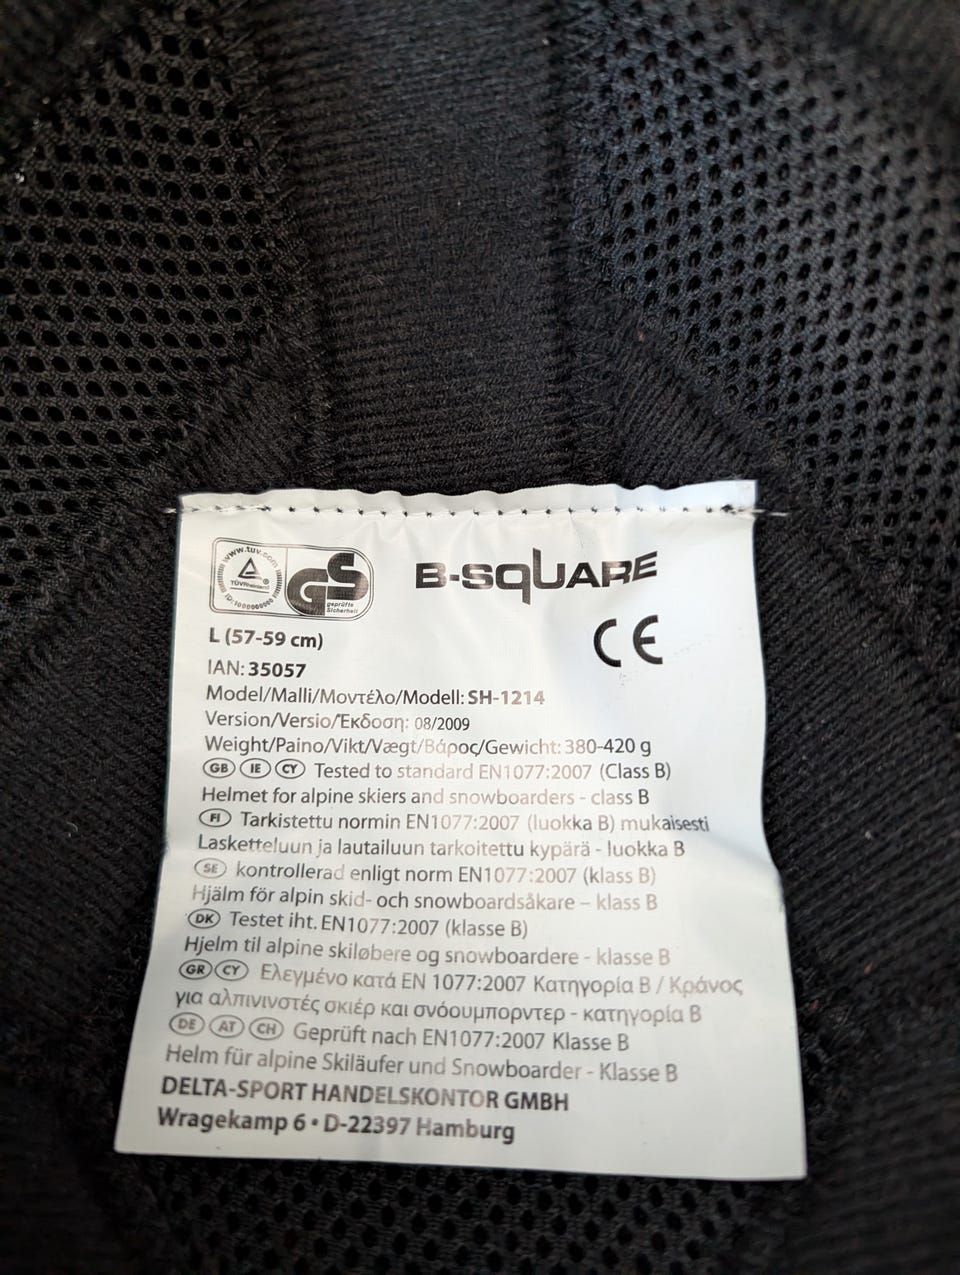 www.tuv.com
TÜVRheinland®
ID: 1000000000
GS
geprüfte
Sicherheit
B-SQUARE
CE
L (57-59 cm)
IAN: 35057
Model/Malli/Μοντέλο/Modell: SH-1214
Version/Versio/Έκδοση: 08/2009
Weight/Paino/Vikt/Vægt/Βάρος/Gewicht: 380-420 g
GB IE CY Tested to standard EN1077:2007 (Class B)
Helmet for alpine skiers and snowboarders - class B
FI Tarkistettu normin EN1077:2007 (luokka B) mukaisesti
Lasketteluun ja lautailuun tarkoitettu kypärä - luokka B
SE kontrollerad enligt norm EN1077:2007 (klass B)
Hjälm för alpin skid- och snowboardsåkare – klass B
DK Testet iht. EN1077:2007 (klasse B)
Hjelm til alpine skiløbere og snowboardere - klasse B
GR CY Ελεγμένο κατά EN 1077:2007 Κατηγορία B / Κράνος
για αλπινινστές σκιέρ και σνόουμπορντερ - κατηγορία B
DE AT CH Geprüft nach EN1077:2007 Klasse B
Helm für alpine Skiläufer und Snowboarder - Klasse B
DELTA-SPORT HANDELSKONTOR GMBH
Wragekamp 6 • D-22397 Hamburg